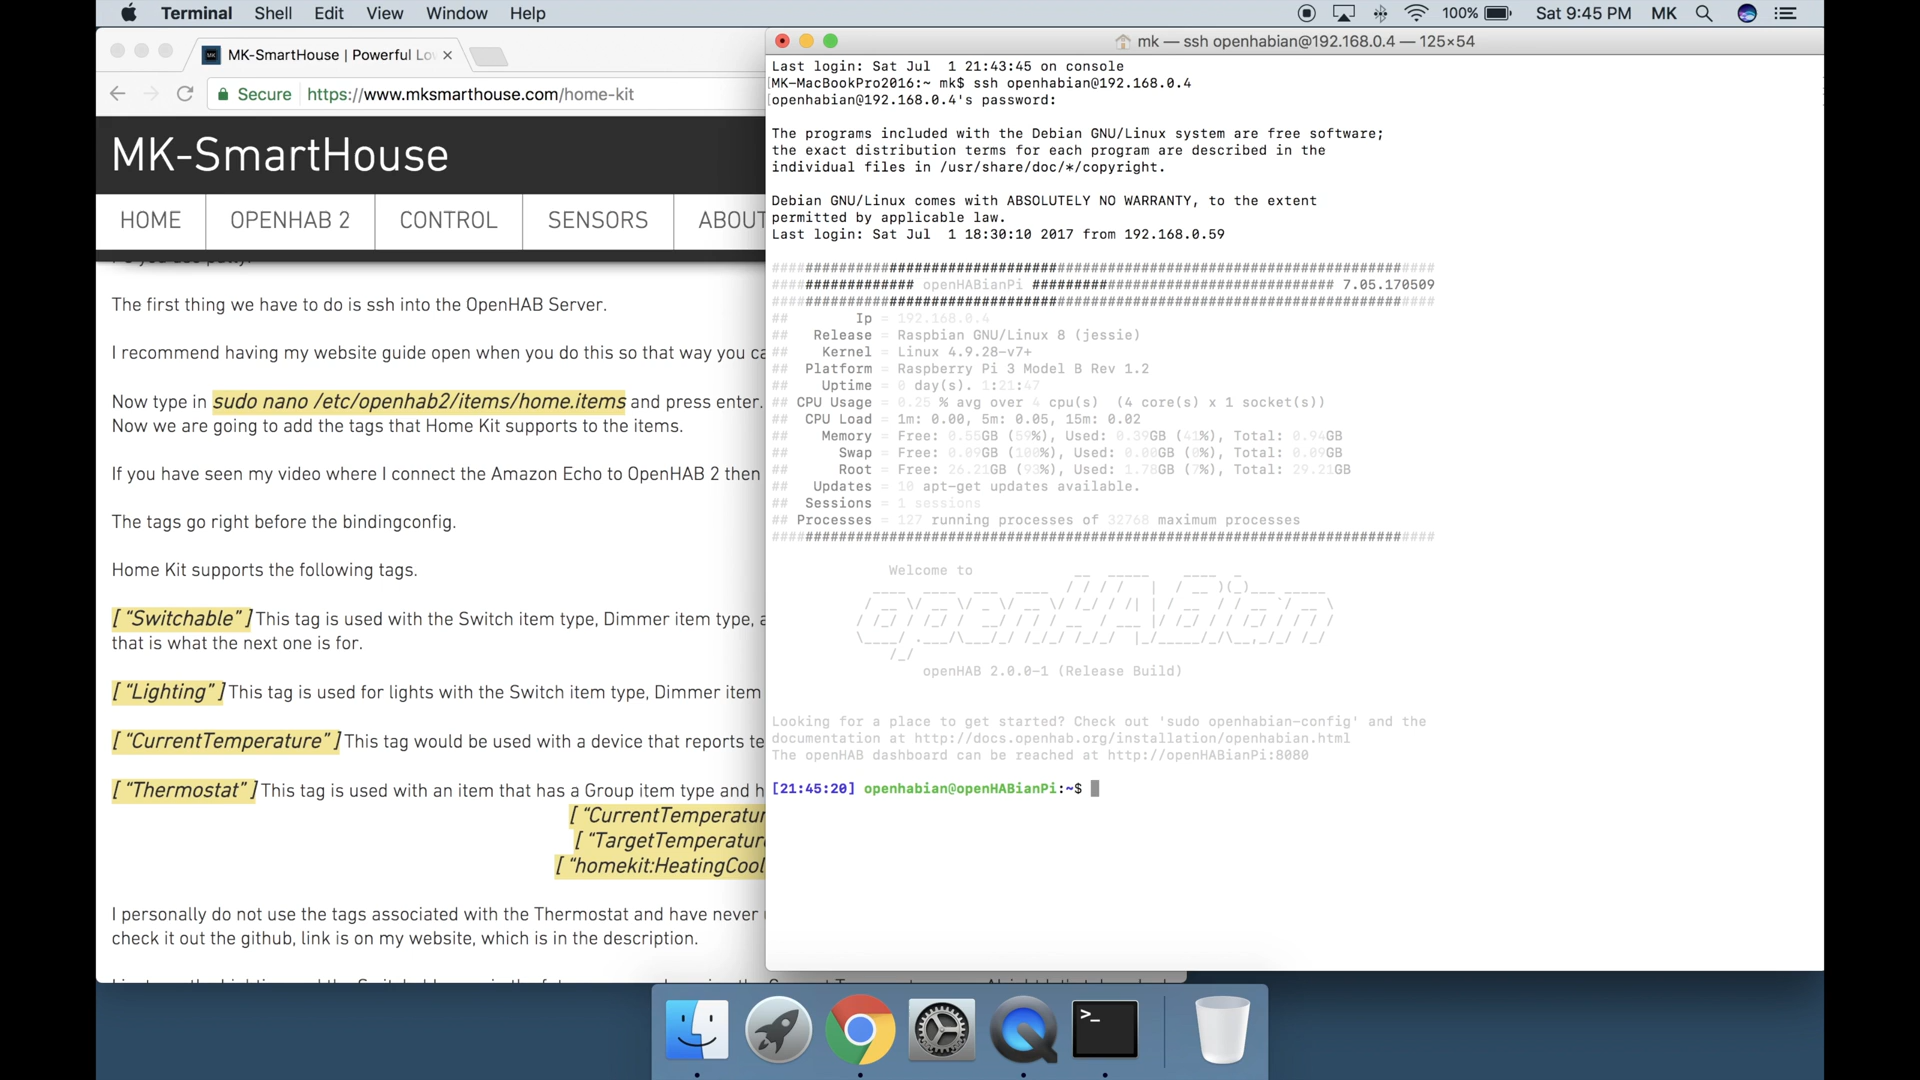 Terminal Shell Edit View Window Help 100% Sat 9:45 PM MK
MK-SmartHouse | Powerful Lo
Secure https://www.mksmarthouse.com/home-kit
MK-SmartHouse
HOME OPENHAB 2 CONTROL SENSORS ABOUT
The first thing we have to do is ssh into the OpenHAB Server.
I recommend having my website guide open when you do this so that way you ca
Now type in sudo nano /etc/openhab2/items/home.items and press enter.
Now we are going to add the tags that Home Kit supports to the items.
If you have seen my video where I connect the Amazon Echo to OpenHAB 2 then
The tags go right before the bindingconfig.
Home Kit supports the following tags.
[ “Switchable” ] This tag is used with the Switch item type, Dimmer item type, a
that is what the next one is for.
[ “Lighting” ] This tag is used for lights with the Switch item type, Dimmer item
[ “CurrentTemperature” ] This tag would be used with a device that reports te
[ “Thermostat” ] This tag is used with an item that has a Group item type and h
[ “CurrentTemperatur
[ “TargetTemperature
[ “homekit:HeatingCool
I personally do not use the tags associated with the Thermostat and have never
check it out the github, link is on my website, which is in the description.
mk — ssh openhabian@192.168.0.4 — 125×54
Last login: Sat Jul  1 21:43:45 on console
[MK-MacBookPro2016:~ mk$ ssh openhabian@192.168.0.4
[openhabian@192.168.0.4's password:
The programs included with the Debian GNU/Linux system are free software;
the exact distribution terms for each program are described in the
individual files in /usr/share/doc/*/copyright.
Debian GNU/Linux comes with ABSOLUTELY NO WARRANTY, to the extent
permitted by applicable law.
Last login: Sat Jul  1 18:30:10 2017 from 192.168.0.59
############# openHABianPi #################################### 7.05.170509
## Ip = 192.168.0.4
## Release = Raspbian GNU/Linux 8 (jessie)
## Kernel = Linux 4.9.28-v7+
## Platform = Raspberry Pi 3 Model B Rev 1.2
## Uptime = 0 day(s). 1:21:47
## CPU Usage = 0.25 % avg over 4 cpu(s) (4 core(s) x 1 socket(s))
## CPU Load = 1m: 0.00, 5m: 0.05, 15m: 0.02
## Memory = Free: 0.55GB (59%), Used: 0.39GB (41%), Total: 0.94GB
## Swap = Free: 0.09GB (100%), Used: 0.00GB (0%), Total: 0.09GB
## Root = Free: 26.21GB (93%), Used: 1.78GB (7%), Total: 29.21GB
## Updates = 10 apt-get updates available.
## Sessions = 1 sessions
## Processes = 127 running processes of 32768 maximum processes
Welcome to
openHABian
openHAB 2.0.0-1 (Release Build)
Looking for a place to get started? Check out 'sudo openhabian-config' and the
documentation at http://docs.openhab.org/installation/openhabian.html
The openHAB dashboard can be reached at http://openHABianPi:8080
[21:45:20] openhabian@openHABianPi:~$